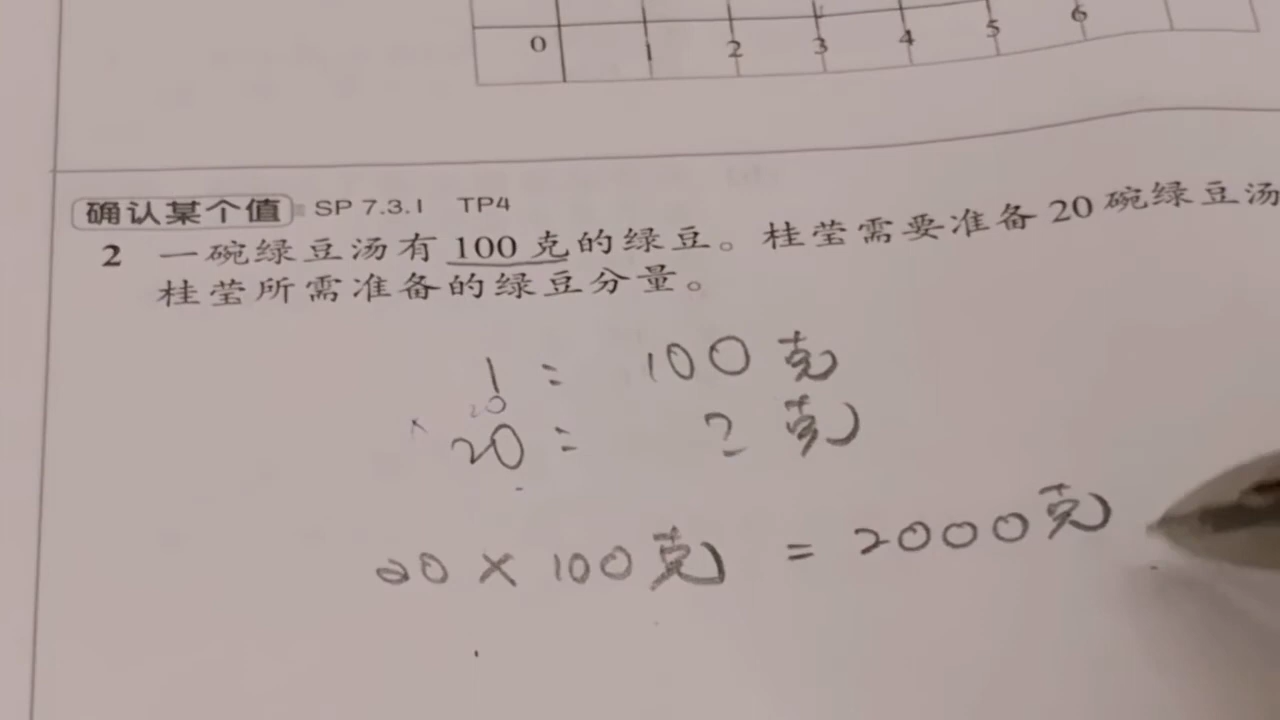 0 1 2 3 4 5 6
确认某个值 SP 7.3.1 TP4
2 一碗绿豆汤有 100 克的绿豆。桂莹需要准备 20 碗绿豆汤
桂莹所需准备的绿豆分量。
1 : 100 克
20
20 : ? 克
20 × 100 克 = 2000 克